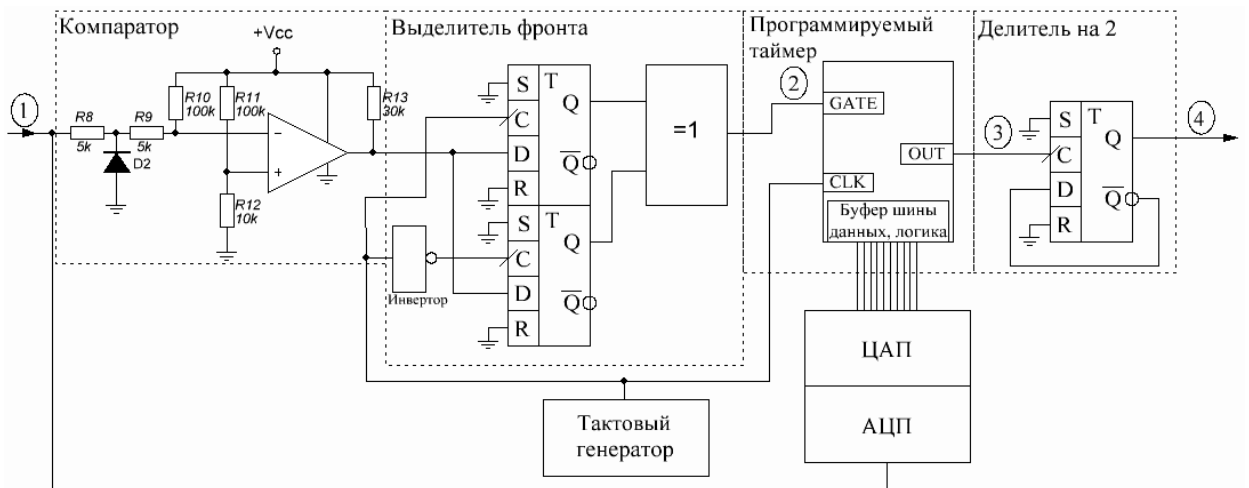 Компаратор
+Vcc
1
R8
5k
R9
5k
D2
R10
100k
R11
100k
R12
10k
R13
30k
−
+
Выделитель фронта
S
T
C
Q
D
Q
R
S
T
C
Q
D
Q
R
Инвертор
=1
Программируемый
таймер
2
GATE
OUT
CLK
Буфер шины
данных, логика
3
Делитель на 2
S
T
C
Q
D
Q
R
4
Тактовый
генератор
ЦАП
АЦП